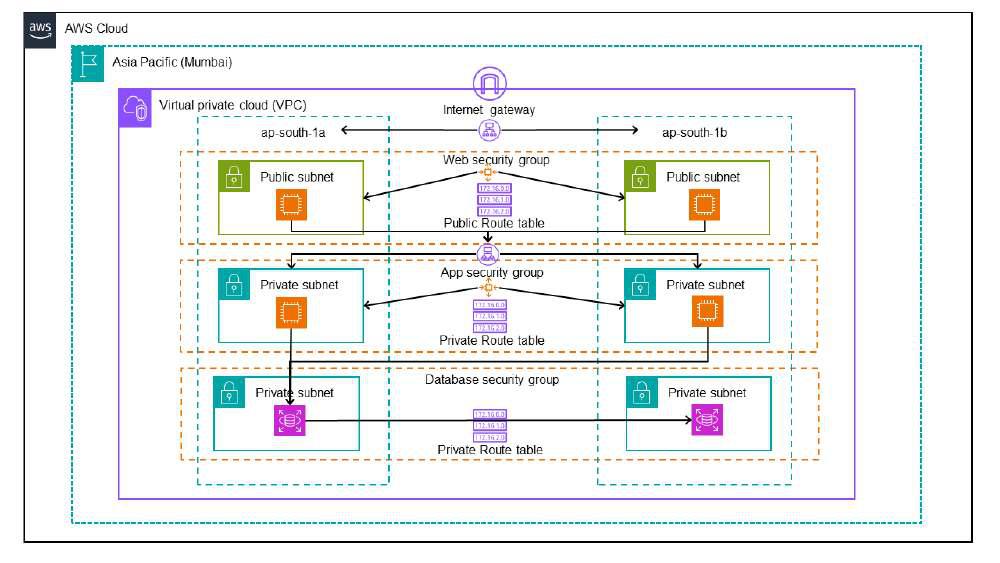 aws
AWS Cloud
Asia Pacific (Mumbai)
Virtual private cloud (VPC)
Internet gateway
ap-south-1a
ap-south-1b
Web security group
Public subnet
Public subnet
172.16.0.0
172.16.1.0
172.16.2.0
Public Route table
App security group
Private subnet
Private subnet
172.16.0.0
172.16.1.0
172.16.2.0
Private Route table
Database security group
Private subnet
Private subnet
172.16.0.0
172.16.1.0
172.16.2.0
Private Route table